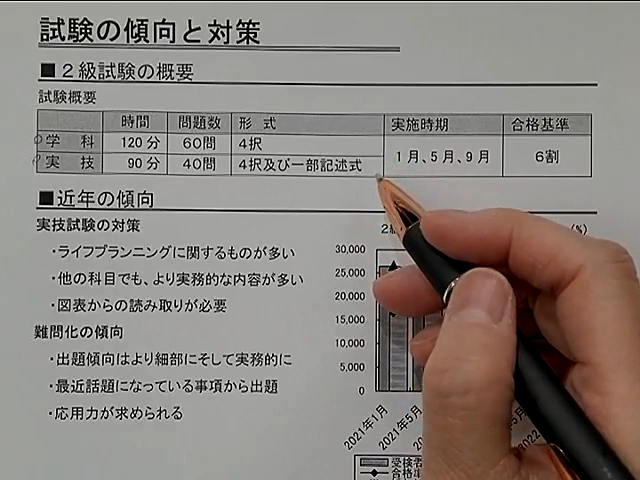 試験の傾向と対策
■２級試験の概要
試験概要
時間 問題数 形 式 実施時期 合格基準
学 科 120分 60問 4択 1月、5月、9月 6割
実 技 90分 40問 4択及び一部記述式
■近年の傾向
実技試験の対策
・ライフプランニングに関するものが多い
・他の科目でも、より実務的な内容が多い
・図表からの読み取りが必要
難問化の傾向
・出題傾向はより細部にそして実務的に
・最近話題になっている事項から出題
・応用力が求められる
2級
(%)
30,000
25,000
20,000
15,000
10,000
5,000
0
2021年1月
2021年5月
受検者
合格率